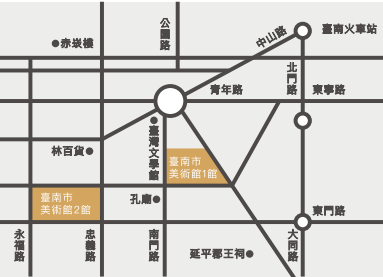 公園路
中山路
臺南火車站
赤崁樓
北門路
青年路
東寧路
臺灣文學館
林百貨
臺南市
美術館1館
臺南市
美術館2館
孔廟
東門路
永福路
忠義路
南門路
延平郡王祠
大同路